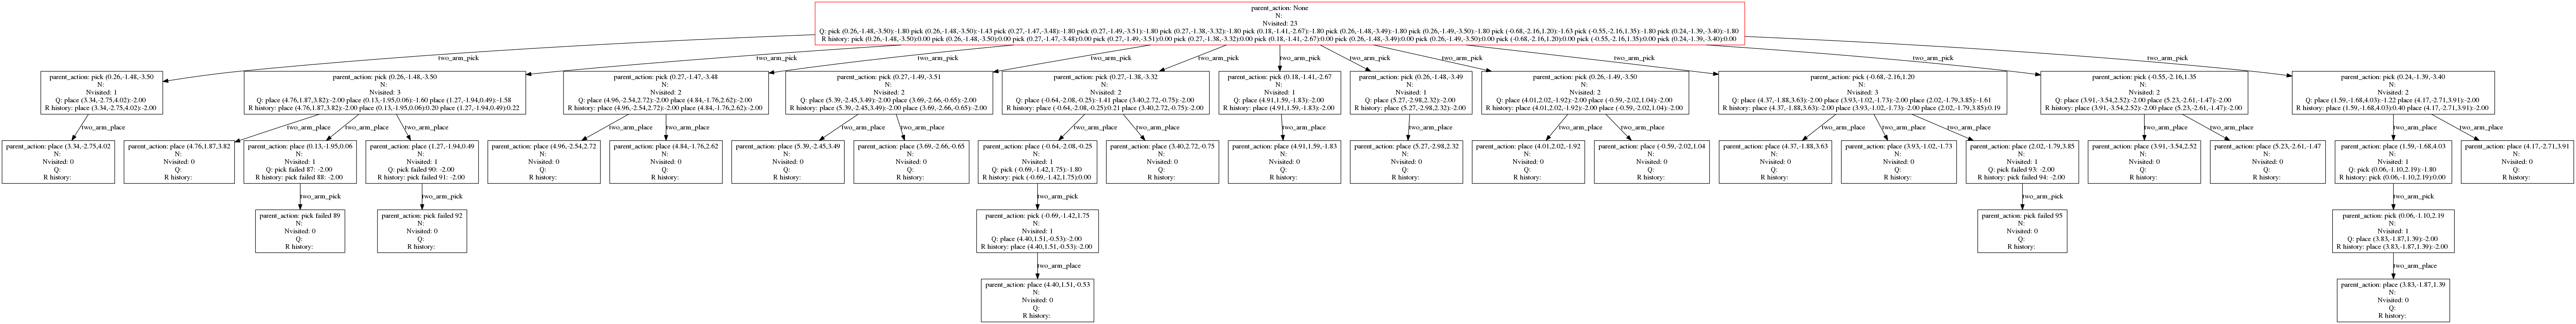 parent_action: None
N:
Nvisited: 23
Q: pick (0.26,-1.48,-3.50):-1.80 pick (0.26,-1.48,-3.50):-1.43 pick (0.27,-1.47,-3.48):-1.80 pick (0.27,-1.49,-3.51):-1.80 pick (0.27,-1.38,-3.32):-1.80 pick (0.18,-1.41,-2.67):-1.80 pick (0.26,-1.48,-3.49):-1.80 pick (0.26,-1.49,-3.50):-1.80 pick (-0.68,-2.16,1.20):-1.63 pick (-0.55,-2.16,1.35):-1.80 pick (0.24,-1.39,-3.40):-1.80
R history: pick (0.26,-1.48,-3.50):0.00 pick (0.26,-1.48,-3.50):0.00 pick (0.27,-1.47,-3.48):0.00 pick (0.27,-1.49,-3.51):0.00 pick (0.27,-1.38,-3.32):0.00 pick (0.18,-1.41,-2.67):0.00 pick (0.26,-1.48,-3.49):0.00 pick (0.26,-1.49,-3.50):0.00 pick (-0.68,-2.16,1.20):0.00 pick (-0.55,-2.16,1.35):0.00 pick (0.24,-1.39,-3.40):0.00
two_arm_pick two_arm_pick two_arm_pick two_arm_pick two_arm_pick two_arm_pick two_arm_pick two_arm_pick two_arm_pick two_arm_pick two_arm_pick
parent_action: pick (0.26,-1.48,-3.50
N:
Nvisited: 1
Q: place (3.34,-2.75,4.02):-2.00
R history: place (3.34,-2.75,4.02):-2.00
parent_action: pick (0.26,-1.48,-3.50
N:
Nvisited: 3
Q: place (4.76,1.87,3.82):-2.00 place (0.13,-1.95,0.06):-1.60 place (1.27,-1.94,0.49):-1.58
R history: place (4.76,1.87,3.82):-2.00 place (0.13,-1.95,0.06):0.20 place (1.27,-1.94,0.49):0.22
parent_action: pick (0.27,-1.47,-3.48
N:
Nvisited: 2
Q: place (4.96,-2.54,2.72):-2.00 place (4.84,-1.76,2.62):-2.00
R history: place (4.96,-2.54,2.72):-2.00 place (4.84,-1.76,2.62):-2.00
parent_action: pick (0.27,-1.49,-3.51
N:
Nvisited: 2
Q: place (5.39,-2.45,3.49):-2.00 place (3.69,-2.66,-0.65):-2.00
R history: place (5.39,-2.45,3.49):-2.00 place (3.69,-2.66,-0.65):-2.00
parent_action: pick (0.27,-1.38,-3.32
N:
Nvisited: 2
Q: place (-0.64,-2.08,-0.25):-1.41 place (3.40,2.72,-0.75):-2.00
R history: place (-0.64,-2.08,-0.25):0.21 place (3.40,2.72,-0.75):-2.00
parent_action: pick (0.18,-1.41,-2.67
N:
Nvisited: 1
Q: place (4.91,1.59,-1.83):-2.00
R history: place (4.91,1.59,-1.83):-2.00
parent_action: pick (0.26,-1.48,-3.49
N:
Nvisited: 1
Q: place (5.27,-2.98,2.32):-2.00
R history: place (5.27,-2.98,2.32):-2.00
parent_action: pick (0.26,-1.49,-3.50
N:
Nvisited: 2
Q: place (4.01,2.02,-1.92):-2.00 place (-0.59,-2.02,1.04):-2.00
R history: place (4.01,2.02,-1.92):-2.00 place (-0.59,-2.02,1.04):-2.00
parent_action: pick (-0.68,-2.16,1.20
N:
Nvisited: 3
Q: place (4.37,-1.88,3.63):-2.00 place (3.93,-1.02,-1.73):-2.00 place (2.02,-1.79,3.85):-1.61
R history: place (4.37,-1.88,3.63):-2.00 place (3.93,-1.02,-1.73):-2.00 place (2.02,-1.79,3.85):0.19
parent_action: pick (-0.55,-2.16,1.35
N:
Nvisited: 2
Q: place (3.91,-3.54,2.52):-2.00 place (5.23,-2.61,-1.47):-2.00
R history: place (3.91,-3.54,2.52):-2.00 place (5.23,-2.61,-1.47):-2.00
parent_action: pick (0.24,-1.39,-3.40
N:
Nvisited: 2
Q: place (1.59,-1.68,4.03):-1.22 place (4.17,-2.71,3.91):-2.00
R history: place (1.59,-1.68,4.03):0.40 place (4.17,-2.71,3.91):-2.00
two_arm_place two_arm_place two_arm_place two_arm_place two_arm_place two_arm_place two_arm_place two_arm_place two_arm_place two_arm_place two_arm_place two_arm_place two_arm_place two_arm_place two_arm_place two_arm_place two_arm_place two_arm_place two_arm_place two_arm_place two_arm_place
parent_action: place (3.34,-2.75,4.02
N:
Nvisited: 0
Q:
R history:
parent_action: place (4.76,1.87,3.82
N:
Nvisited: 0
Q:
R history:
parent_action: place (0.13,-1.95,0.06
N:
Nvisited: 1
Q: pick failed 87: -2.00
R history: pick failed 88: -2.00
parent_action: place (1.27,-1.94,0.49
N:
Nvisited: 1
Q: pick failed 90: -2.00
R history: pick failed 91: -2.00
parent_action: place (4.96,-2.54,2.72
N:
Nvisited: 0
Q:
R history:
parent_action: place (4.84,-1.76,2.62
N:
Nvisited: 0
Q:
R history:
parent_action: place (5.39,-2.45,3.49
N:
Nvisited: 0
Q:
R history:
parent_action: place (3.69,-2.66,-0.65
N:
Nvisited: 0
Q:
R history:
parent_action: place (-0.64,-2.08,-0.25
N:
Nvisited: 1
Q: pick (-0.69,-1.42,1.75):-1.80
R history: pick (-0.69,-1.42,1.75):0.00
parent_action: place (3.40,2.72,-0.75
N:
Nvisited: 0
Q:
R history:
parent_action: place (4.91,1.59,-1.83
N:
Nvisited: 0
Q:
R history:
parent_action: place (5.27,-2.98,2.32
N:
Nvisited: 0
Q:
R history:
parent_action: place (4.01,2.02,-1.92
N:
Nvisited: 0
Q:
R history:
parent_action: place (-0.59,-2.02,1.04
N:
Nvisited: 0
Q:
R history:
parent_action: place (4.37,-1.88,3.63
N:
Nvisited: 0
Q:
R history:
parent_action: place (3.93,-1.02,-1.73
N:
Nvisited: 0
Q:
R history:
parent_action: place (2.02,-1.79,3.85
N:
Nvisited: 1
Q: pick failed 93: -2.00
R history: pick failed 94: -2.00
parent_action: place (3.91,-3.54,2.52
N:
Nvisited: 0
Q:
R history:
parent_action: place (5.23,-2.61,-1.47
N:
Nvisited: 0
Q:
R history:
parent_action: place (1.59,-1.68,4.03
N:
Nvisited: 1
Q: pick (0.06,-1.10,2.19):-1.80
R history: pick (0.06,-1.10,2.19):0.00
parent_action: place (4.17,-2.71,3.91
N:
Nvisited: 0
Q:
R history:
two_arm_pick two_arm_pick two_arm_pick two_arm_pick two_arm_pick
parent_action: pick failed 89
N:
Nvisited: 0
Q:
R history:
parent_action: pick failed 92
N:
Nvisited: 0
Q:
R history:
parent_action: pick (-0.69,-1.42,1.75
N:
Nvisited: 1
Q: place (4.40,1.51,-0.53):-2.00
R history: place (4.40,1.51,-0.53):-2.00
parent_action: pick failed 95
N:
Nvisited: 0
Q:
R history:
parent_action: pick (0.06,-1.10,2.19
N:
Nvisited: 1
Q: place (3.83,-1.87,1.39):-2.00
R history: place (3.83,-1.87,1.39):-2.00
two_arm_place two_arm_place
parent_action: place (4.40,1.51,-0.53
N:
Nvisited: 0
Q:
R history:
parent_action: place (3.83,-1.87,1.39
N:
Nvisited: 0
Q:
R history: